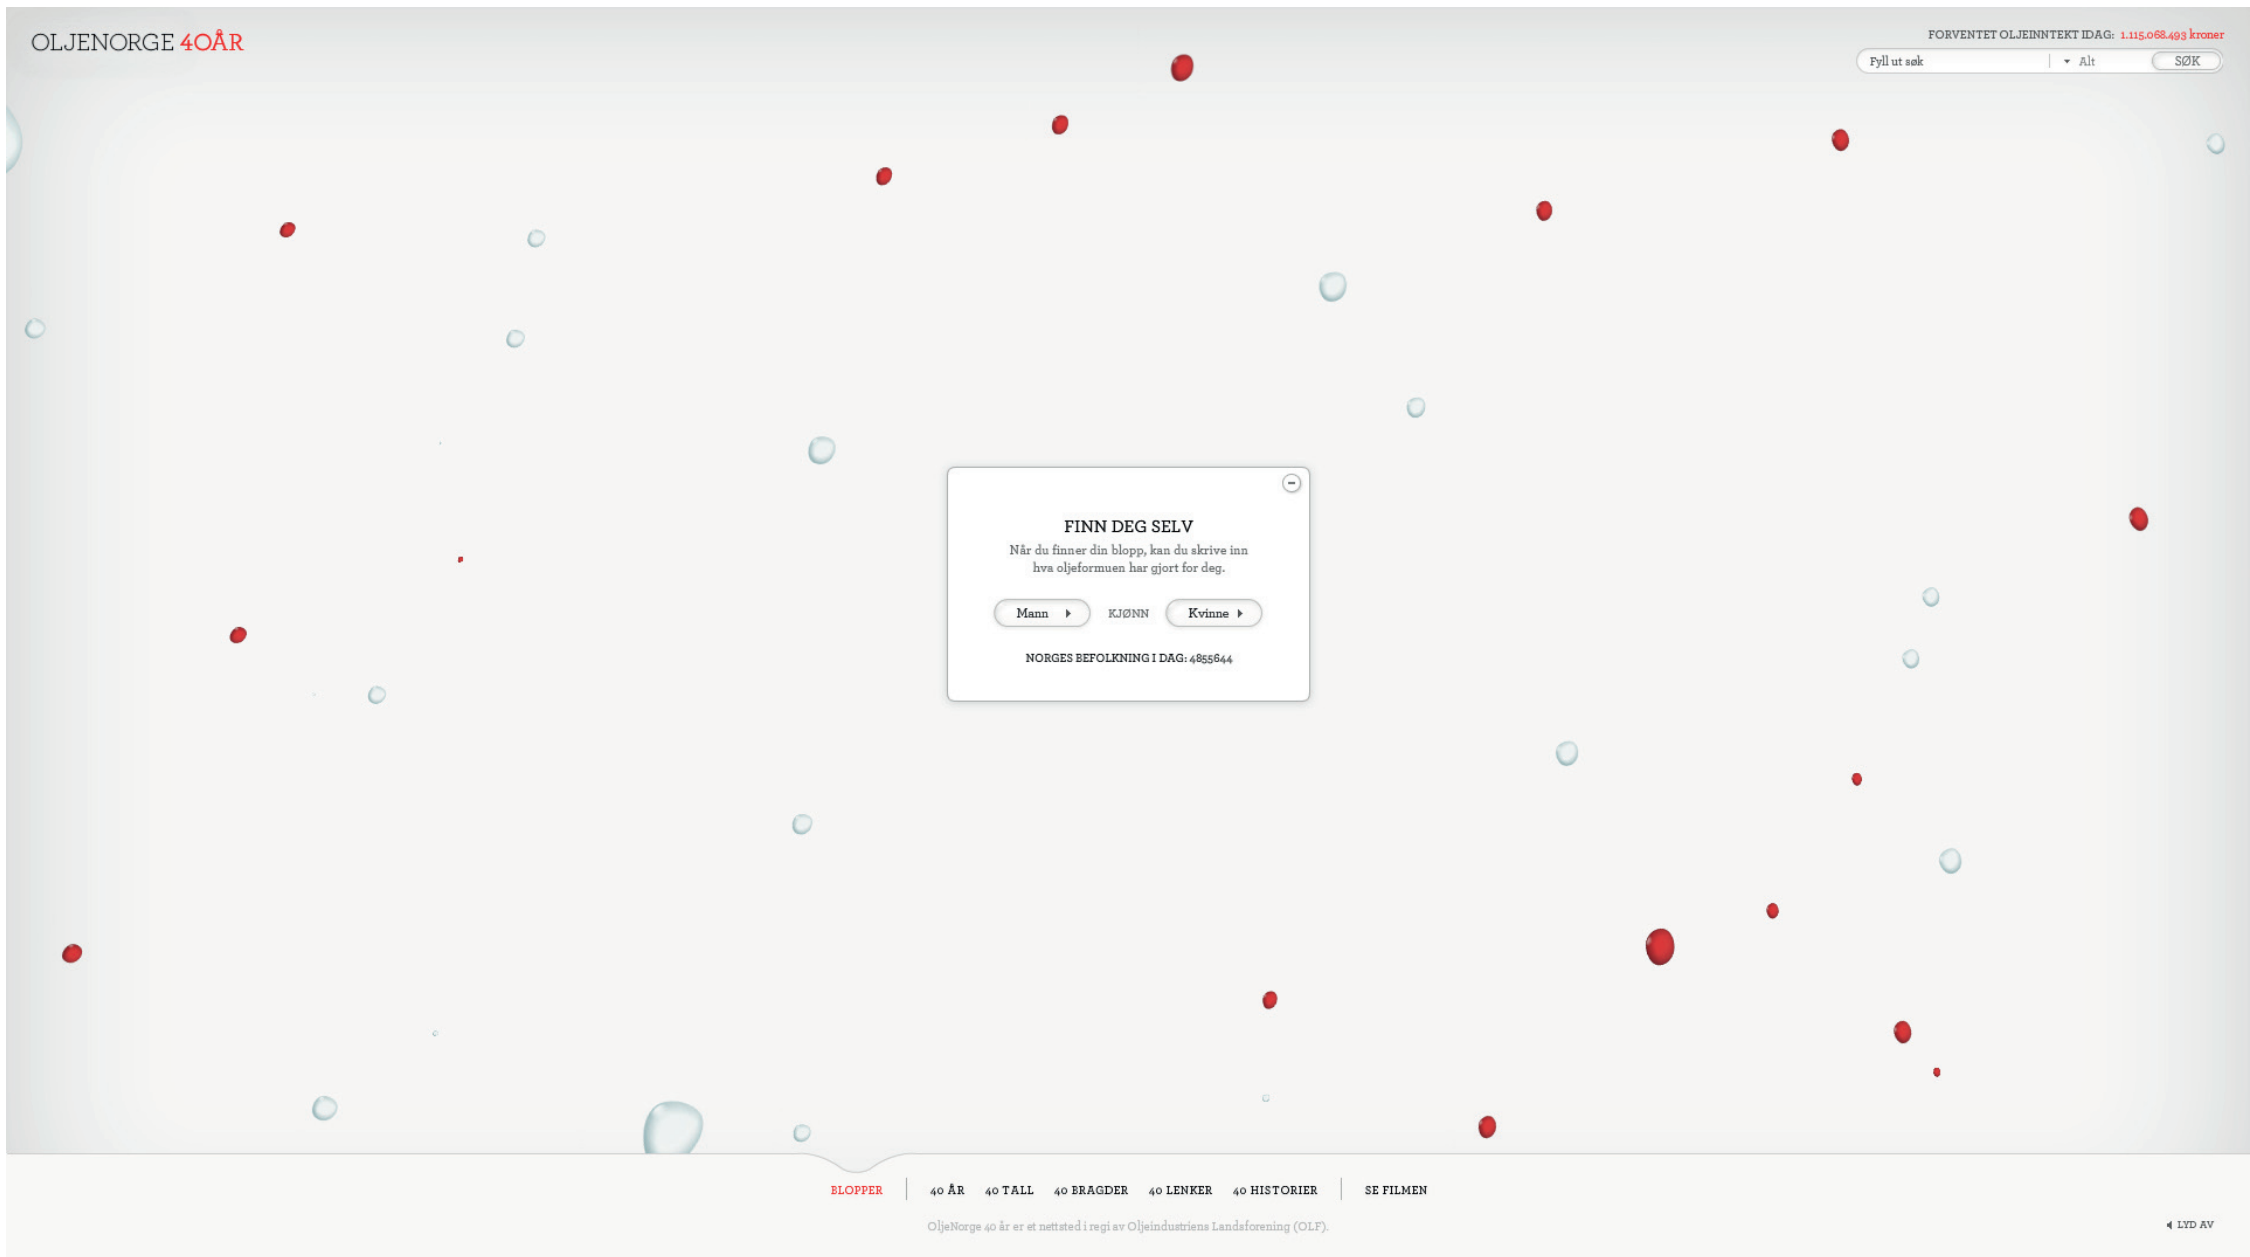 OLJENORGE 40ÅR
FORVENTET OLJEINNTEKT IDAG: 1.115.068.493 kroner
Fyll ut søk
Alt
SØK
FINN DEG SELV
Når du finner din blopp, kan du skrive inn
hva oljeformuen har gjort for deg.
Mann
KJØNN
Kvinne
NORGES BEFOLKNING I DAG: 4855644
BLOPPER
40 ÅR
40 TALL
40 BRAGDER
40 LENKER
40 HISTORIER
SE FILMEN
OljeNorge 40 år er et nettsted i regi av Oljeindustriens Landsforening (OLF).
LYD AV